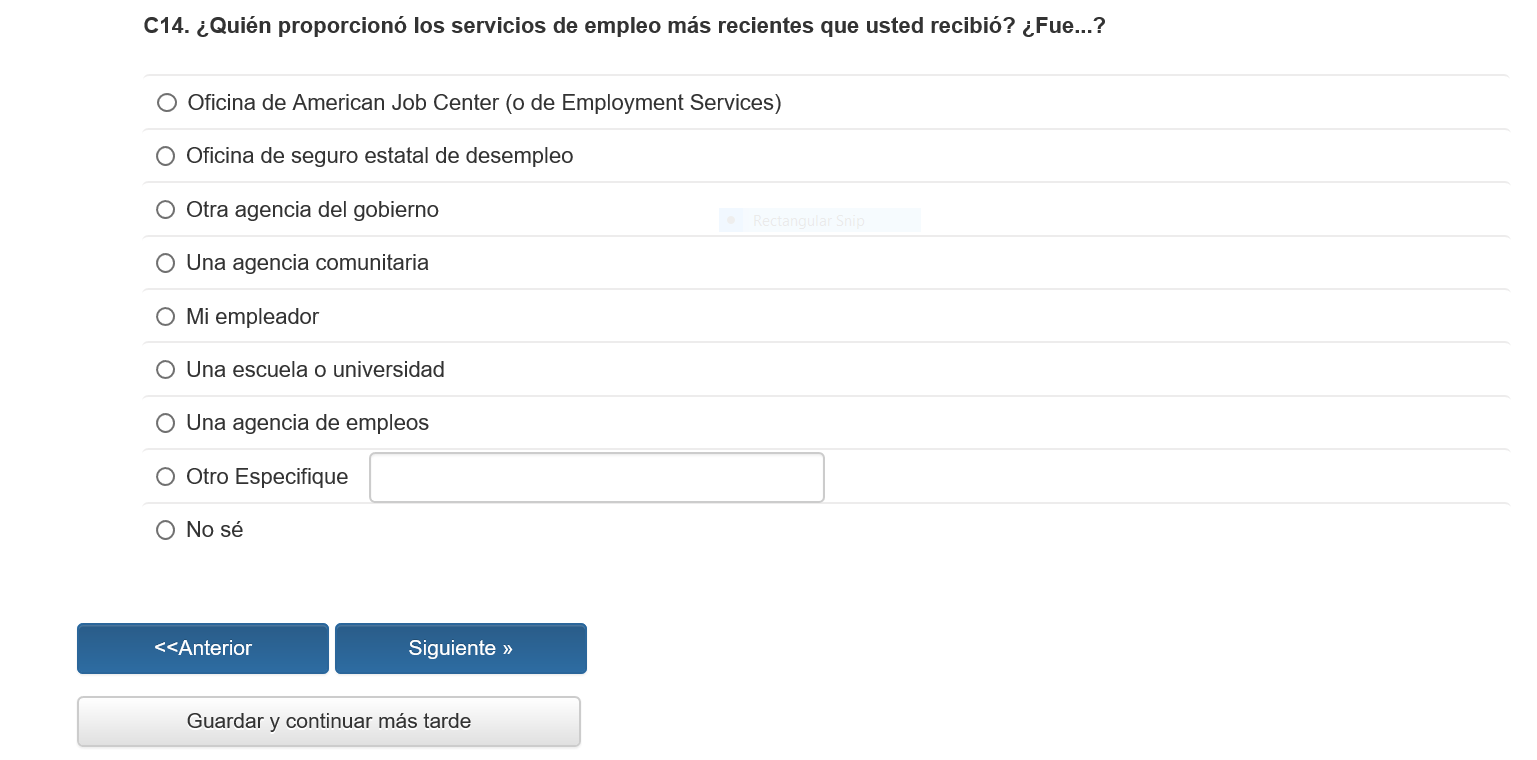 C14. ¿Quién proporcionó los servicios de empleo más recientes que usted recibió? ¿Fue...?
Oficina de American Job Center (o de Employment Services)
Oficina de seguro estatal de desempleo
Otra agencia del gobierno
Rectangular Snip
Una agencia comunitaria
Mi empleador
Una escuela o universidad
Una agencia de empleos
Otro Especifique
No sé
<<Anterior
Siguiente »
Guardar y continuar más tarde